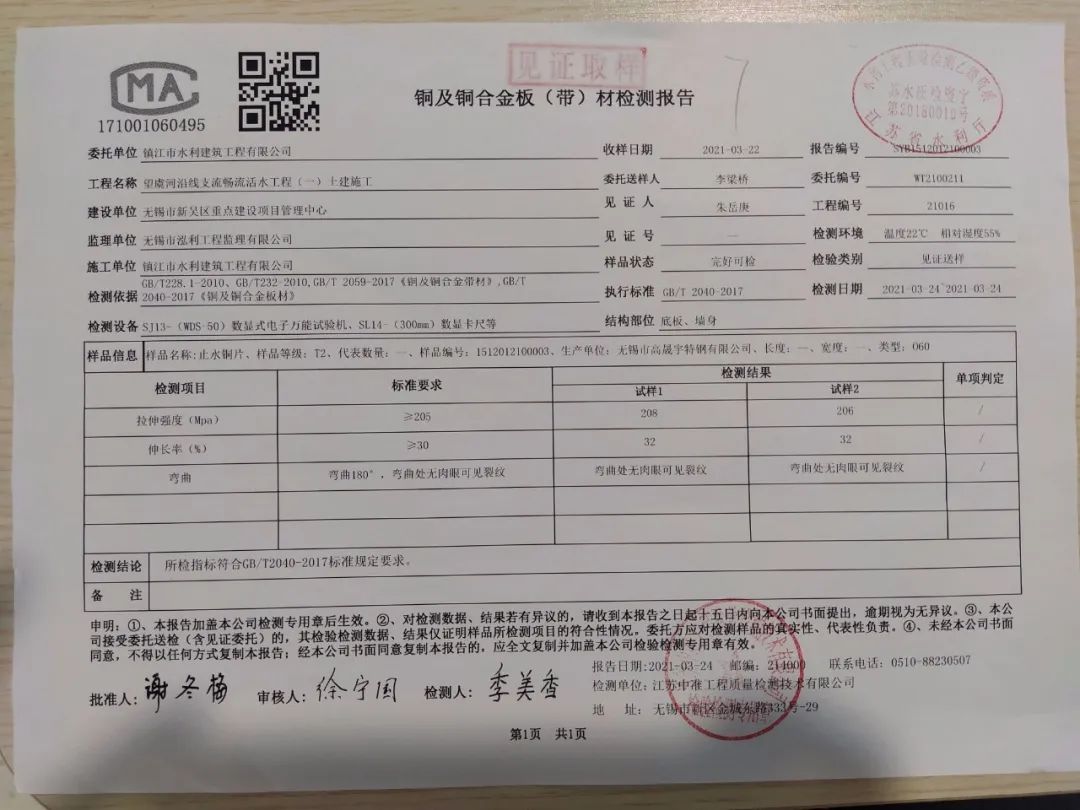 见证取样
MA
171001060495
铜及铜合金板（带）材检测报告
7
江苏省水利厅
委托单位 镇江市水利建筑工程有限公司 收样日期 2021-03-22 报告编号 SYB1512012100003
工程名称 望虞河沿线支流畅流活水工程（一）土建施工 委托送样人 李梁桥 委托编号 WT2100211
建设单位 无锡市新吴区重点建设项目管理中心 见证人 朱岳庚 工程编号 21016
监理单位 无锡市泓利工程监理有限公司 见证号 — 检测环境 温度22℃ 相对湿度55%
施工单位 镇江市水利建筑工程有限公司 样品状态 完好可检 检验类别 见证送样
检测依据 GB/T228.1-2010、GB/T232-2010,GB/T 2059-2017《铜及铜合金带材》,GB/T
2040-2017《铜及铜合金板材》 执行标准 GB/T 2040-2017 检测日期 2021-03-24~2021-03-24
检测设备 SJ13-（WDS-50）数显式电子万能试验机、SL14-（300mm）数显卡尺等 结构部位 底板、墙身
样品信息 样品名称:止水铜片、样品等级: T2、代表数量: 一、样品编号: 1512012100003、生产单位: 无锡市高晟宇特钢有限公司、长度: 一、宽度: 一、类型: O60
检测项目 标准要求 检测结果 单项判定
试样1 试样2
拉伸强度（Mpa） ≥205 208 206 /
伸长率（%） ≥30 32 32 /
弯曲 弯曲180°，弯曲处无肉眼可见裂纹 弯曲处无肉眼可见裂纹 弯曲处无肉眼可见裂纹 /
检测结论 所检指标符合GB/T2040-2017标准规定要求。
备 注
申明: ①、本报告加盖本公司检测专用章后生效。②、对检测数据、结果若有异议的，请收到本报告之日起十五日内向本公司书面提出，逾期视为无异议。③、本公
司接受委托送检（含见证委托）的，其检验检测数据、结果仅证明样品所检测项目的符合性情况。委托方应对检测样品的真实性、代表性负责。④、未经本公司书面
同意，不得以任何方式复制本报告；经本公司书面同意复制本报告的，应全文复制并加盖本公司检验检测专用章有效。
报告日期:2021-03-24 邮编: 214000 联系电话: 0510-88230507
批准人: 谢冬梅 审核人: 徐宁国 检测人: 季美香
检测单位: 江苏中准工程质量检测技术有限公司
地 址: 无锡市新区金城东路333号-29
第1页 共1页